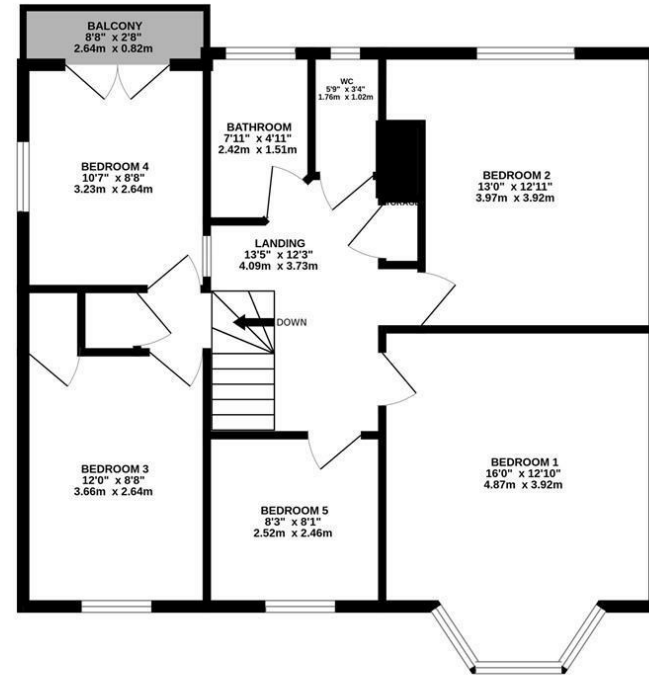 BALCONY
8'8" x 2'8"
2.64m x 0.82m
WC
5'9" x 3'4"
1.76m x 1.02m
BATHROOM
7'11" x 4'11"
2.42m x 1.51m
BEDROOM 4
10'7" x 8'8"
3.23m x 2.64m
BEDROOM 2
13'0" x 12'11"
3.97m x 3.92m
LANDING
13'5" x 12'3"
4.09m x 3.73m
DOWN
BEDROOM 3
12'0" x 8'8"
3.66m x 2.64m
BEDROOM 1
16'0" x 12'10"
4.87m x 3.92m
BEDROOM 5
8'3" x 8'1"
2.52m x 2.46m